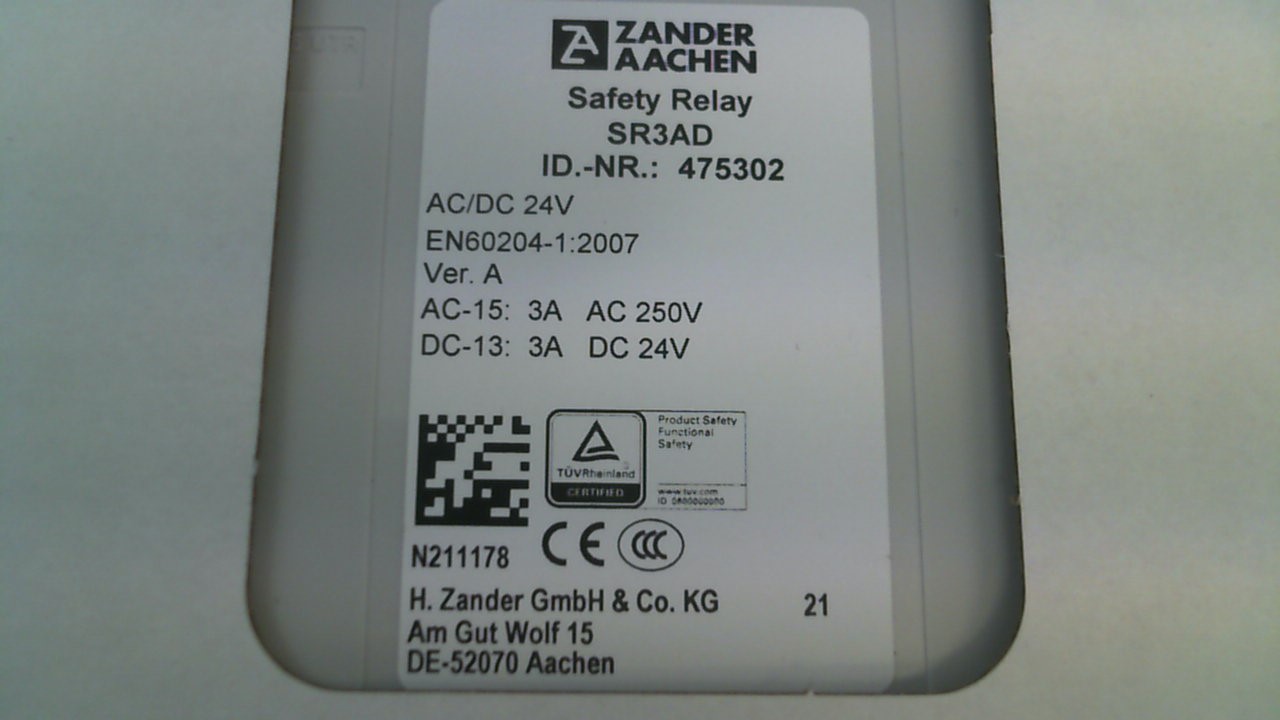 ZANDER
AACHEN
Safety Relay
SR3AD
ID.-NR.: 475302
AC/DC 24V
EN60204-1:2007
Ver. A
AC-15: 3A AC 250V
DC-13: 3A DC 24V
TÜVRheinland
CERTIFIED
Product Safety
Functional
Safety
www.tuv.com
ID 0600000000
N211178
CE
CCC
H. Zander GmbH & Co. KG 21
Am Gut Wolf 15
DE-52070 Aachen